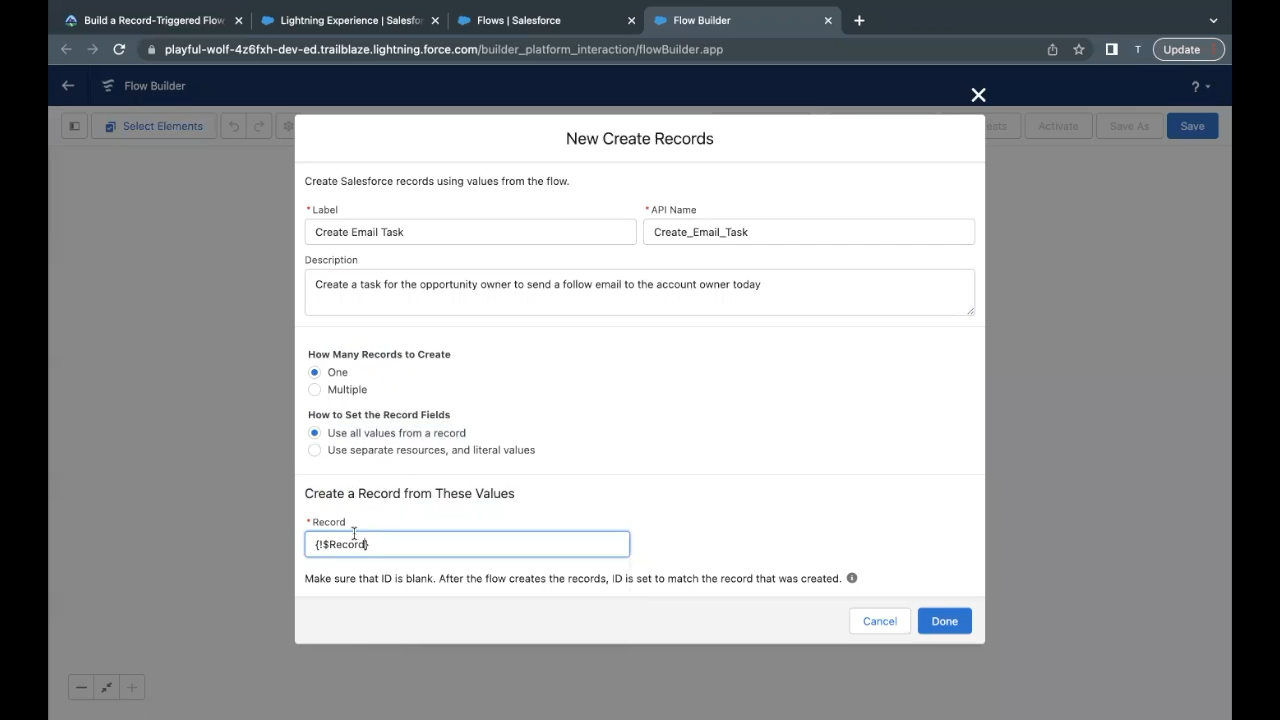 Build a Record-Triggered Flow
Lightning Experience | Salesfor
Flows | Salesforce
Flow Builder
playful-wolf-4z6fxh-dev-ed.trailblaze.lightning.force.com/builder_platform_interaction/flowBuilder.app
T
Update
Flow Builder
?
Select Elements
ests
Activate
Save As
Save
New Create Records
Create Salesforce records using values from the flow.
* Label
* API Name
Create Email Task
Create_Email_Task
Description
Create a task for the opportunity owner to send a follow email to the account owner today
How Many Records to Create
One
Multiple
How to Set the Record Fields
Use all values from a record
Use separate resources, and literal values
Create a Record from These Values
* Record
{!$Record}
Make sure that ID is blank. After the flow creates the records, ID is set to match the record that was created.
Cancel
Done